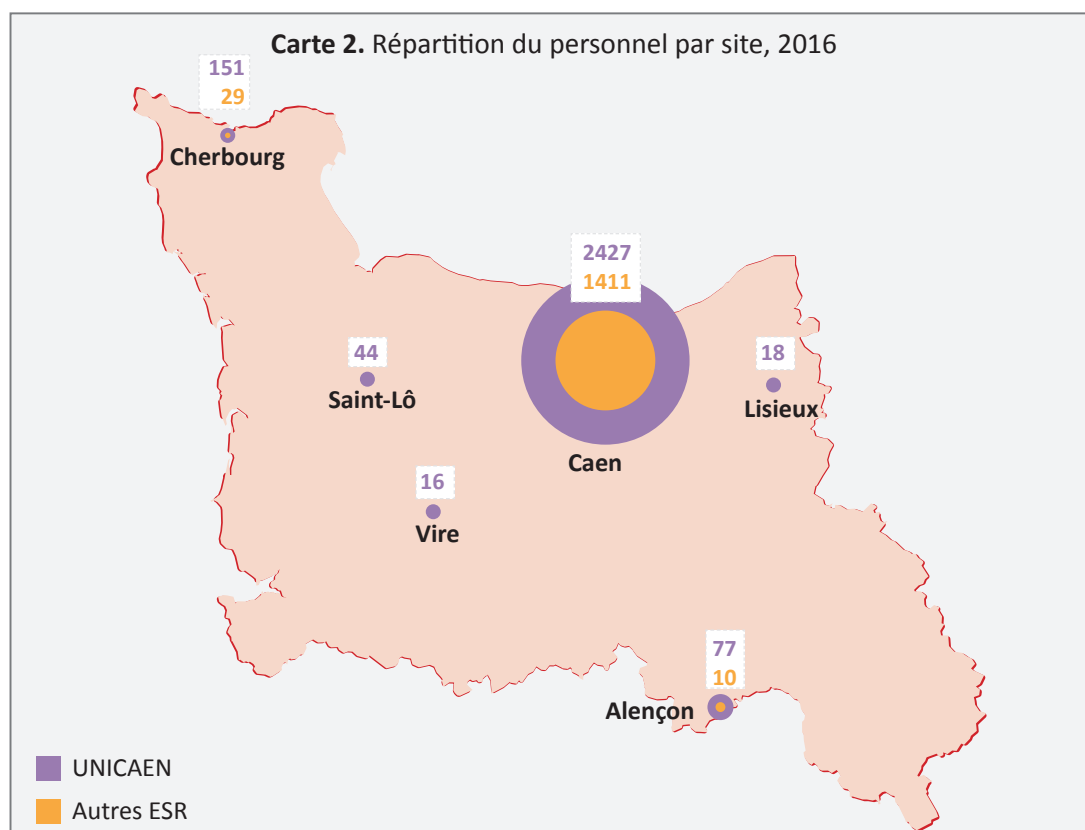 Carte 2. Répartition du personnel par site, 2016
151
29
Cherbourg
2427
1411
Caen
44
Saint-Lô
18
Lisieux
16
Vire
77
10
Alençon
UNICAEN
Autres ESR